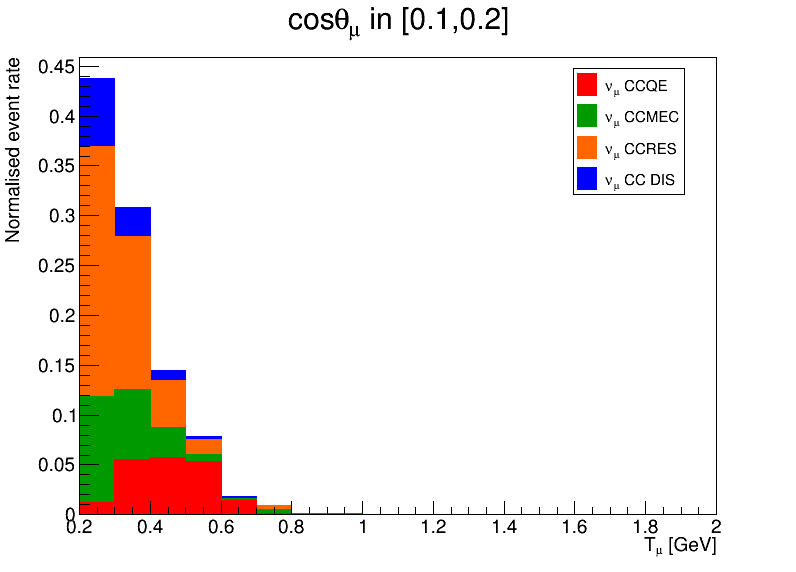 cosθμ in [0.1,0.2]
Normalised event rate
0.45
0.4
0.35
0.3
0.25
0.2
0.15
0.1
0.05
0
νμ CCQE
νμ CCMEC
νμ CCRES
νμ CC DIS
0.2 0.4 0.6 0.8 1 1.2 1.4 1.6 1.8 2
Tμ [GeV]